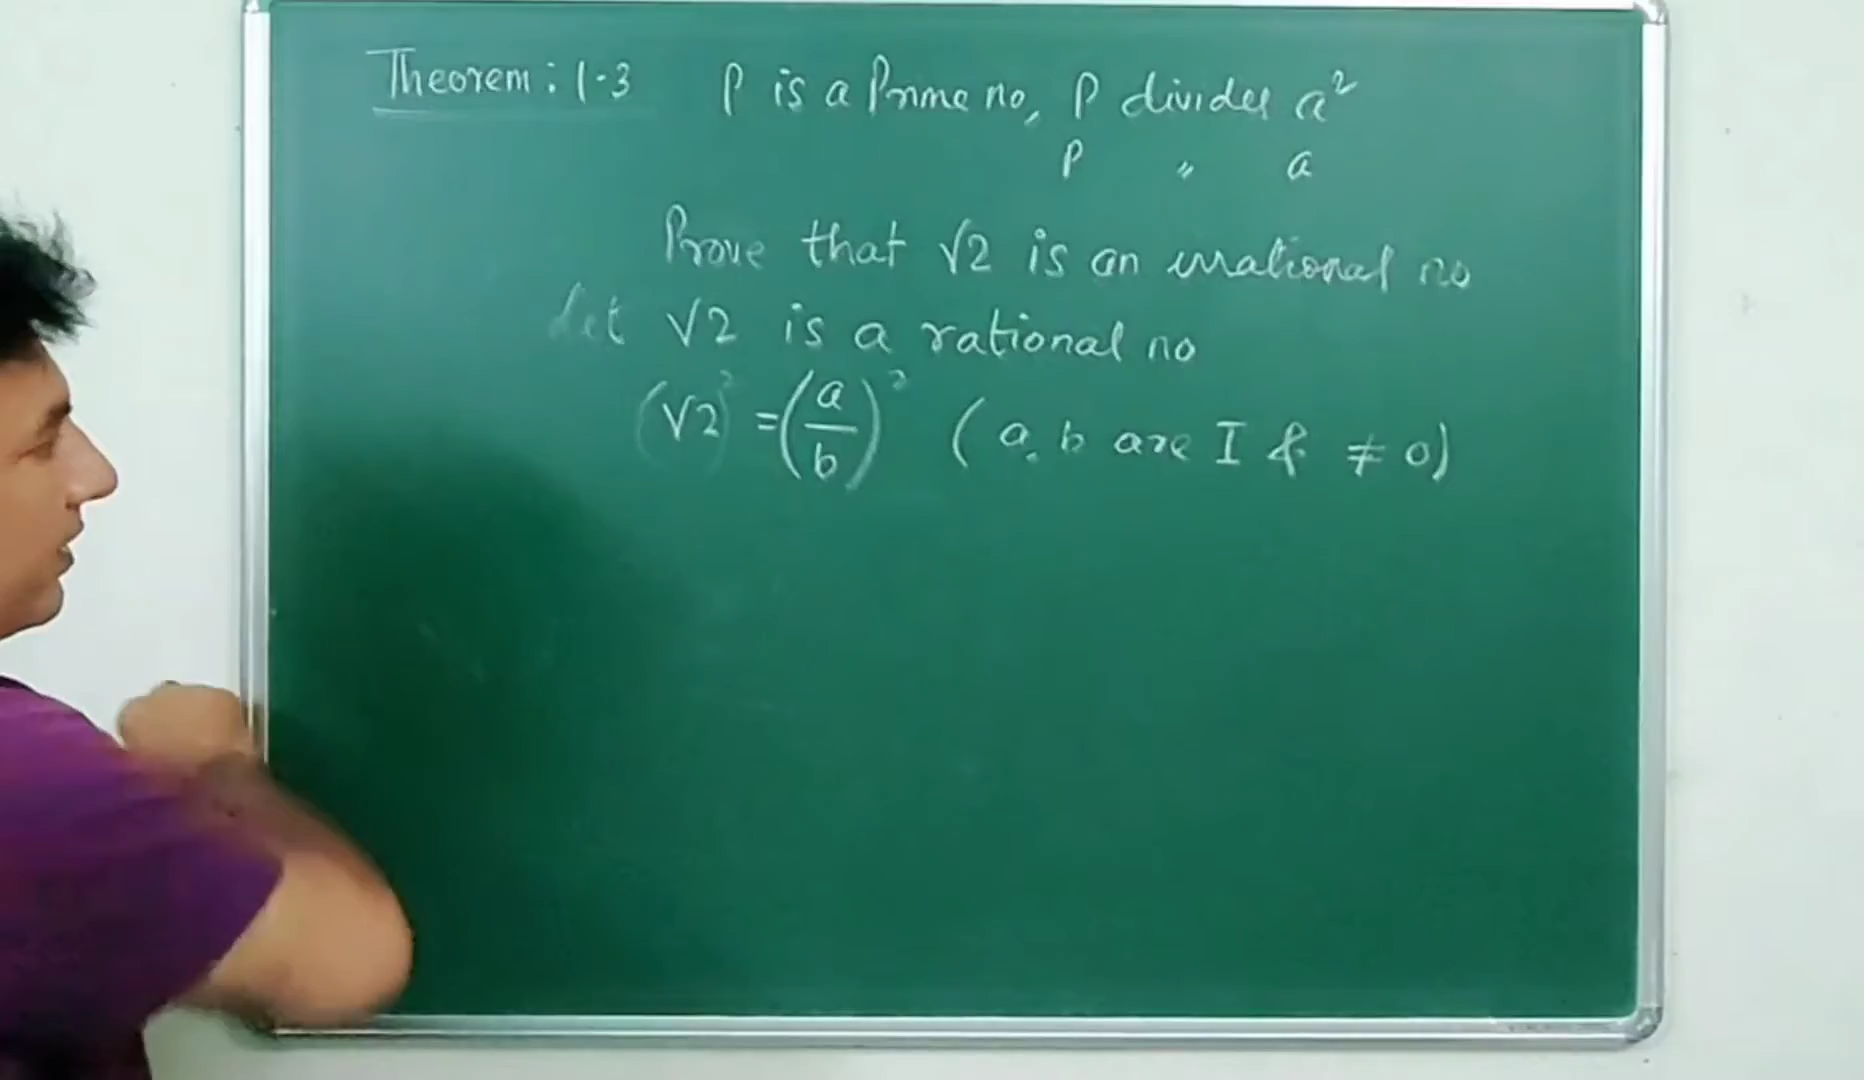 Theorem: 1.3 P is a Prime no, P divides a²
P " a
Prove that √2 is an irrational no
Let √2 is a rational no
(√2)² = (a/b)² (a, b are I & ≠ 0)